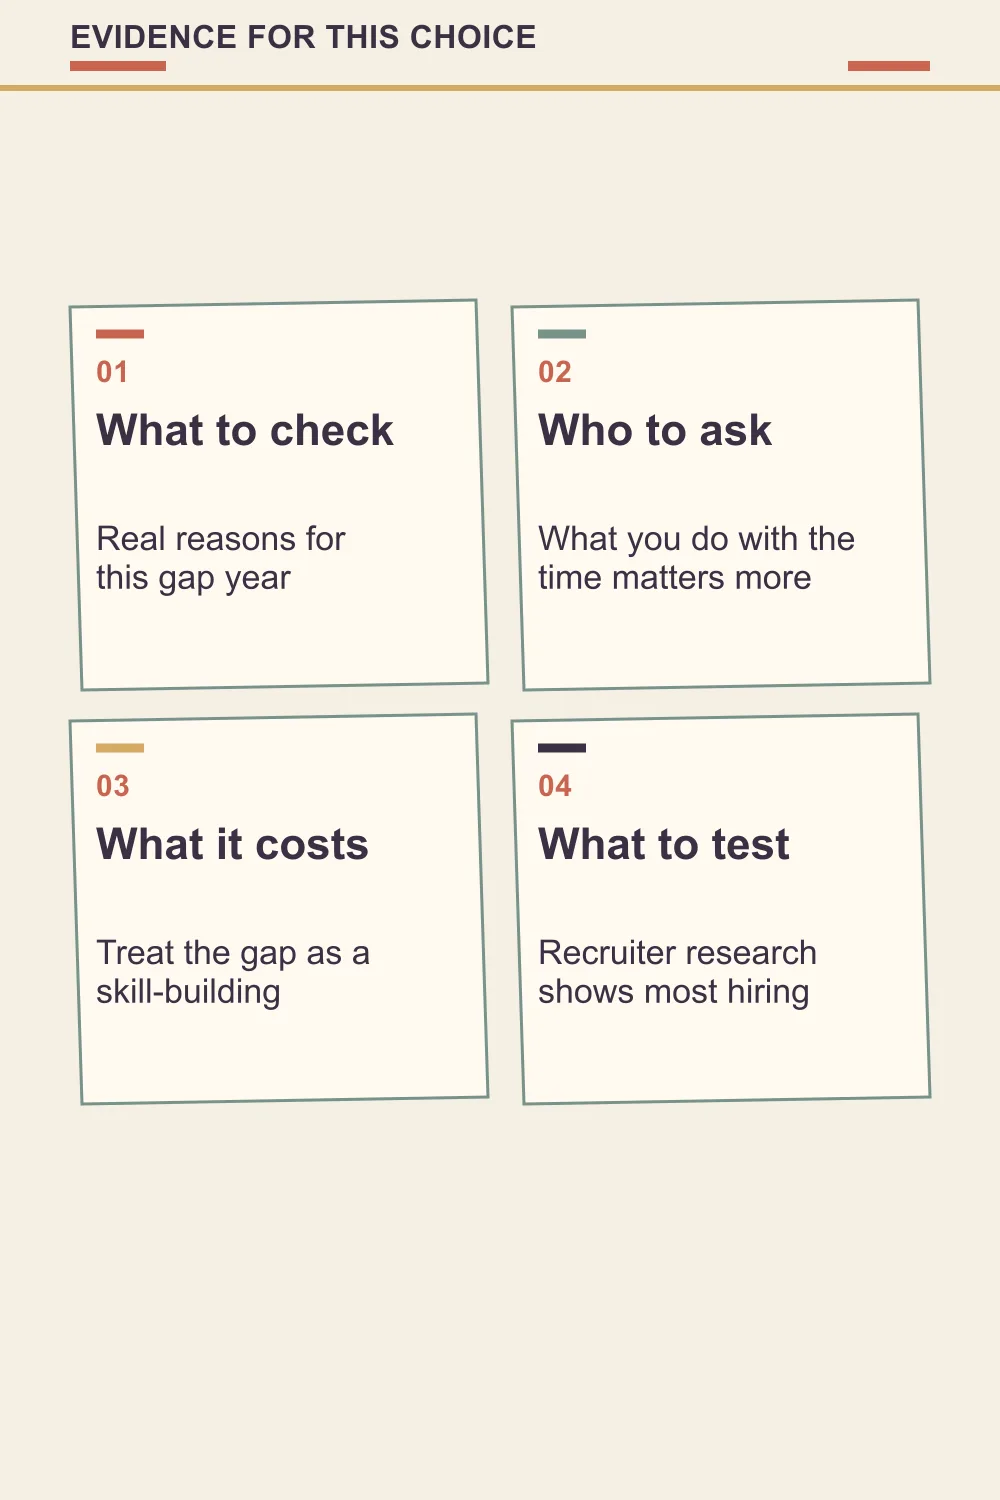 EVIDENCE FOR THIS CHOICE
01
What to check
Real reasons for
this gap year
02
Who to ask
What you do with the
time matters more
03
What it costs
Treat the gap as a
skill-building
04
What to test
Recruiter research
shows most hiring